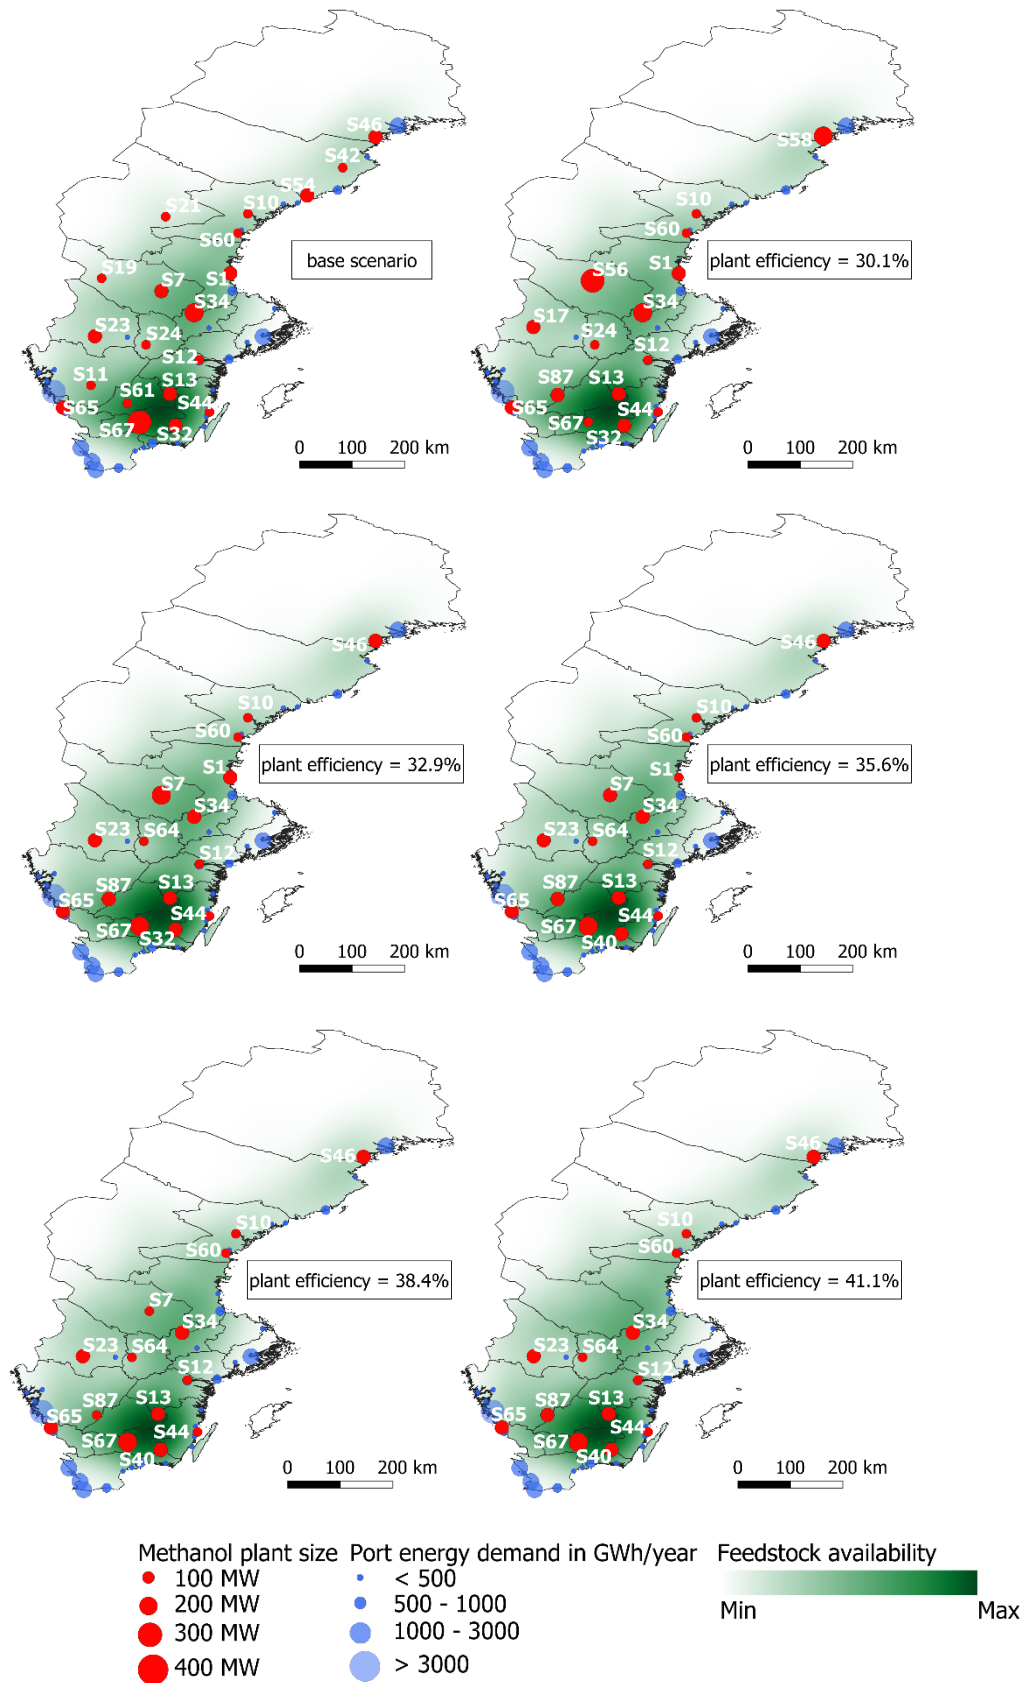 S46
S42
S54
S21
S10
S60
base scenario
S19
S7
S1
S34
S23
S24
S12
S11
S13
S61
S65
S44
S67
S32
0 100 200 km
S58
S10
S60
plant efficiency = 30.1%
S1
S56
S34
S17
S24
S12
S87
S13
S65
S44
S67
S32
0 100 200 km
S46
S10
S60
plant efficiency = 32.9%
S1
S7
S34
S23
S64
S12
S87
S13
S65
S44
S67
S32
0 100 200 km
S46
S10
S60
plant efficiency = 35.6%
S1
S7
S34
S23
S64
S12
S87
S13
S65
S44
S67
S40
0 100 200 km
S46
S10
S60
plant efficiency = 38.4%
S7
S34
S23
S64
S12
S87
S13
S65
S44
S67
S40
0 100 200 km
S46
S10
S60
plant efficiency = 41.1%
S34
S23
S64
S12
S87
S13
S65
S44
S67
S40
0 100 200 km
Methanol plant size
100 MW
200 MW
300 MW
400 MW
Port energy demand in GWh/year
< 500
500 - 1000
1000 - 3000
> 3000
Feedstock availability
Min Max